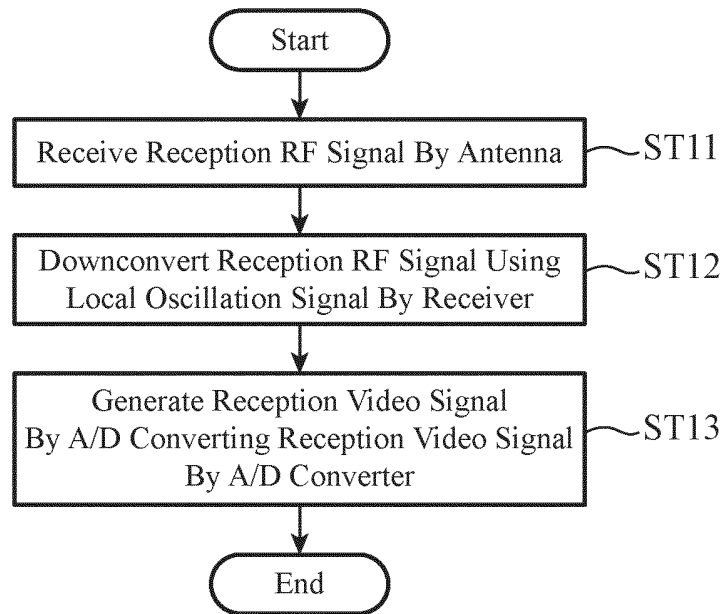 Start
Receive Reception RF Signal By Antenna
ST11
Downconvert Reception RF Signal Using
Local Oscillation Signal By Receiver
ST12
Generate Reception Video Signal
By A/D Converting Reception Video Signal
By A/D Converter
ST13
End